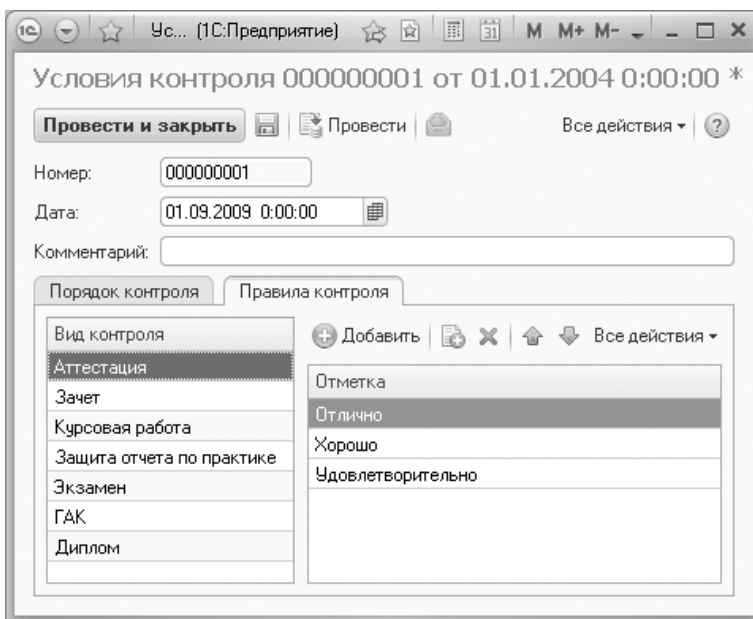 1С Ус... (1С:Предприятие) 31 M M+ M-
Условия контроля 000000001 от 01.01.2004 0:00:00 *
Провести и закрыть Провести Все действия ?
Номер: 000000001
Дата: 01.09.2009 0:00:00
Комментарий:
Порядок контроля Правила контроля
Вид контроля
Аттестация
Зачет
Курсовая работа
Защита отчета по практике
Экзамен
ГАК
Диплом
Добавить Все действия
Отметка
Отлично
Хорошо
Удовлетворительно